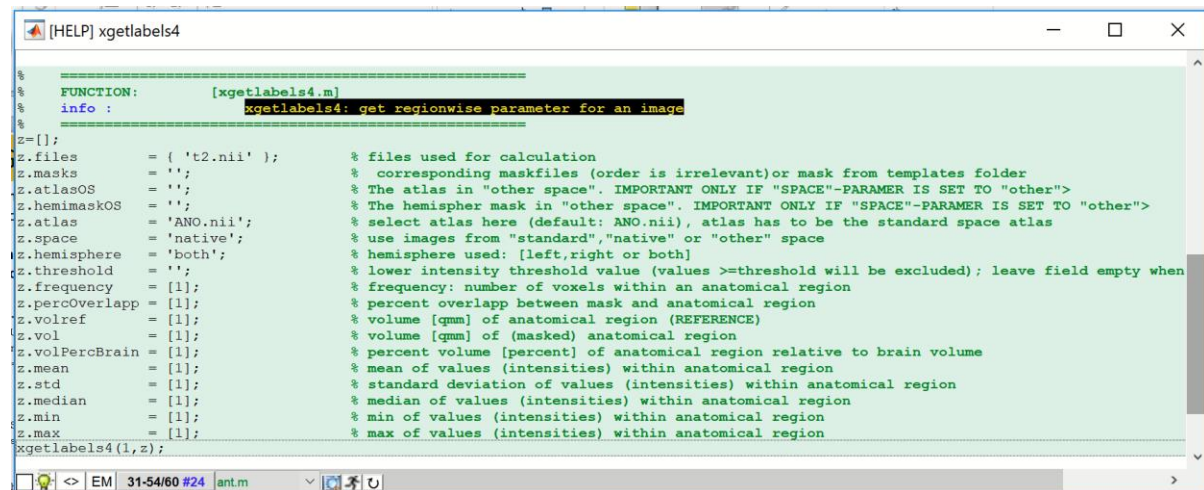 [HELP] xgetlabels4
%    =====================================================
%    FUNCTION:        [xgetlabels4.m]
%    info :            xgetlabels4: get regionwise parameter for an image
%    =====================================================
z=[];
z.files        = { 't2.nii' };        % files used for calculation
z.masks        = '';        %  corresponding maskfiles (order is irrelevant)or mask from templates folder
z.atlasOS      = '';        % The atlas in "other space". IMPORTANT ONLY IF "SPACE"-PARAMER IS SET TO "other">
z.hemimaskOS   = '';        % The hemispher mask in "other space". IMPORTANT ONLY IF "SPACE"-PARAMER IS SET TO "other">
z.atlas        = 'ANO.nii';        % select atlas here (default: ANO.nii), atlas has to be the standard space atlas
z.space        = 'native';        % use images from "standard","native" or "other" space
z.hemisphere   = 'both';        % hemisphere used: [left,right or both]
z.threshold    = '';        % lower intensity threshold value (values >=threshold will be excluded); leave field empty when
z.frequency    = [1];        % frequency: number of voxels within an anatomical region
z.percOverlapp = [1];        % percent overlapp between mask and anatomical region
z.volref       = [1];        % volume [qmm] of anatomical region (REFERENCE)
z.vol          = [1];        % volume [qmm] of (masked) anatomical region
z.volPercBrain = [1];        % percent volume [percent] of anatomical region relative to brain volume
z.mean         = [1];        % mean of values (intensities) within anatomical region
z.std          = [1];        % standard deviation of values (intensities) within anatomical region
z.median       = [1];        % median of values (intensities) within anatomical region
z.min          = [1];        % min of values (intensities) within anatomical region
z.max          = [1];        % max of values (intensities) within anatomical region
xgetlabels4(1,z);
<> EM 31-54/60 #24 ant.m